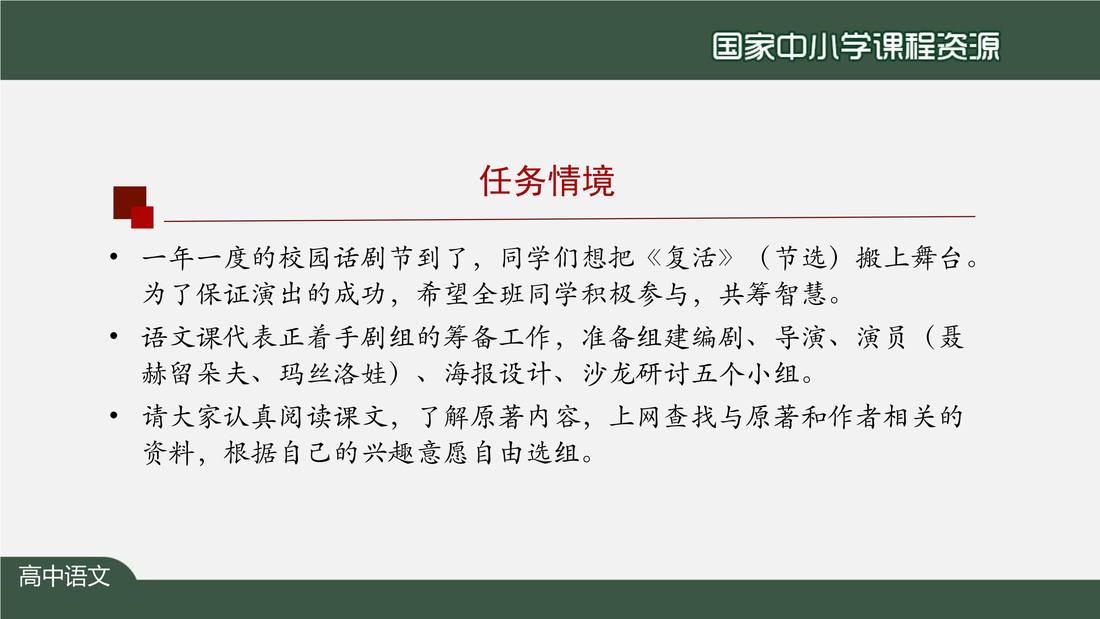 国家中小学课程资源
任务情境
• 一年一度的校园话剧节到了，同学们想把《复活》（节选）搬上舞台。
为了保证演出的成功，希望全班同学积极参与，共筹智慧。
• 语文课代表正着手剧组的筹备工作，准备组建编剧、导演、演员（聂
赫留朵夫、玛丝洛娃）、海报设计、沙龙研讨五个小组。
• 请大家认真阅读课文，了解原著内容，上网查找与原著和作者相关的
资料，根据自己的兴趣意愿自由选组。
高中语文